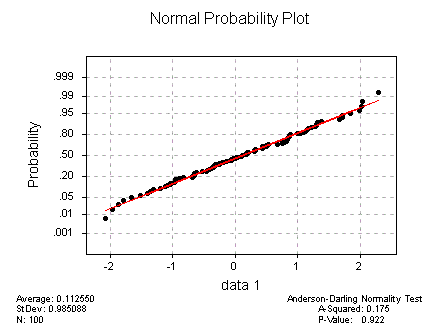 Normal Probability Plot
Probability
.999
.99
.95
.80
.50
.20
.05
.01
.001
-2 -1 0 1 2
data 1
Average: 0.112550
StDev: 0.985088
N: 100
Anderson-Darling Normality Test
A-Squared: 0.175
P-Value: 0.922